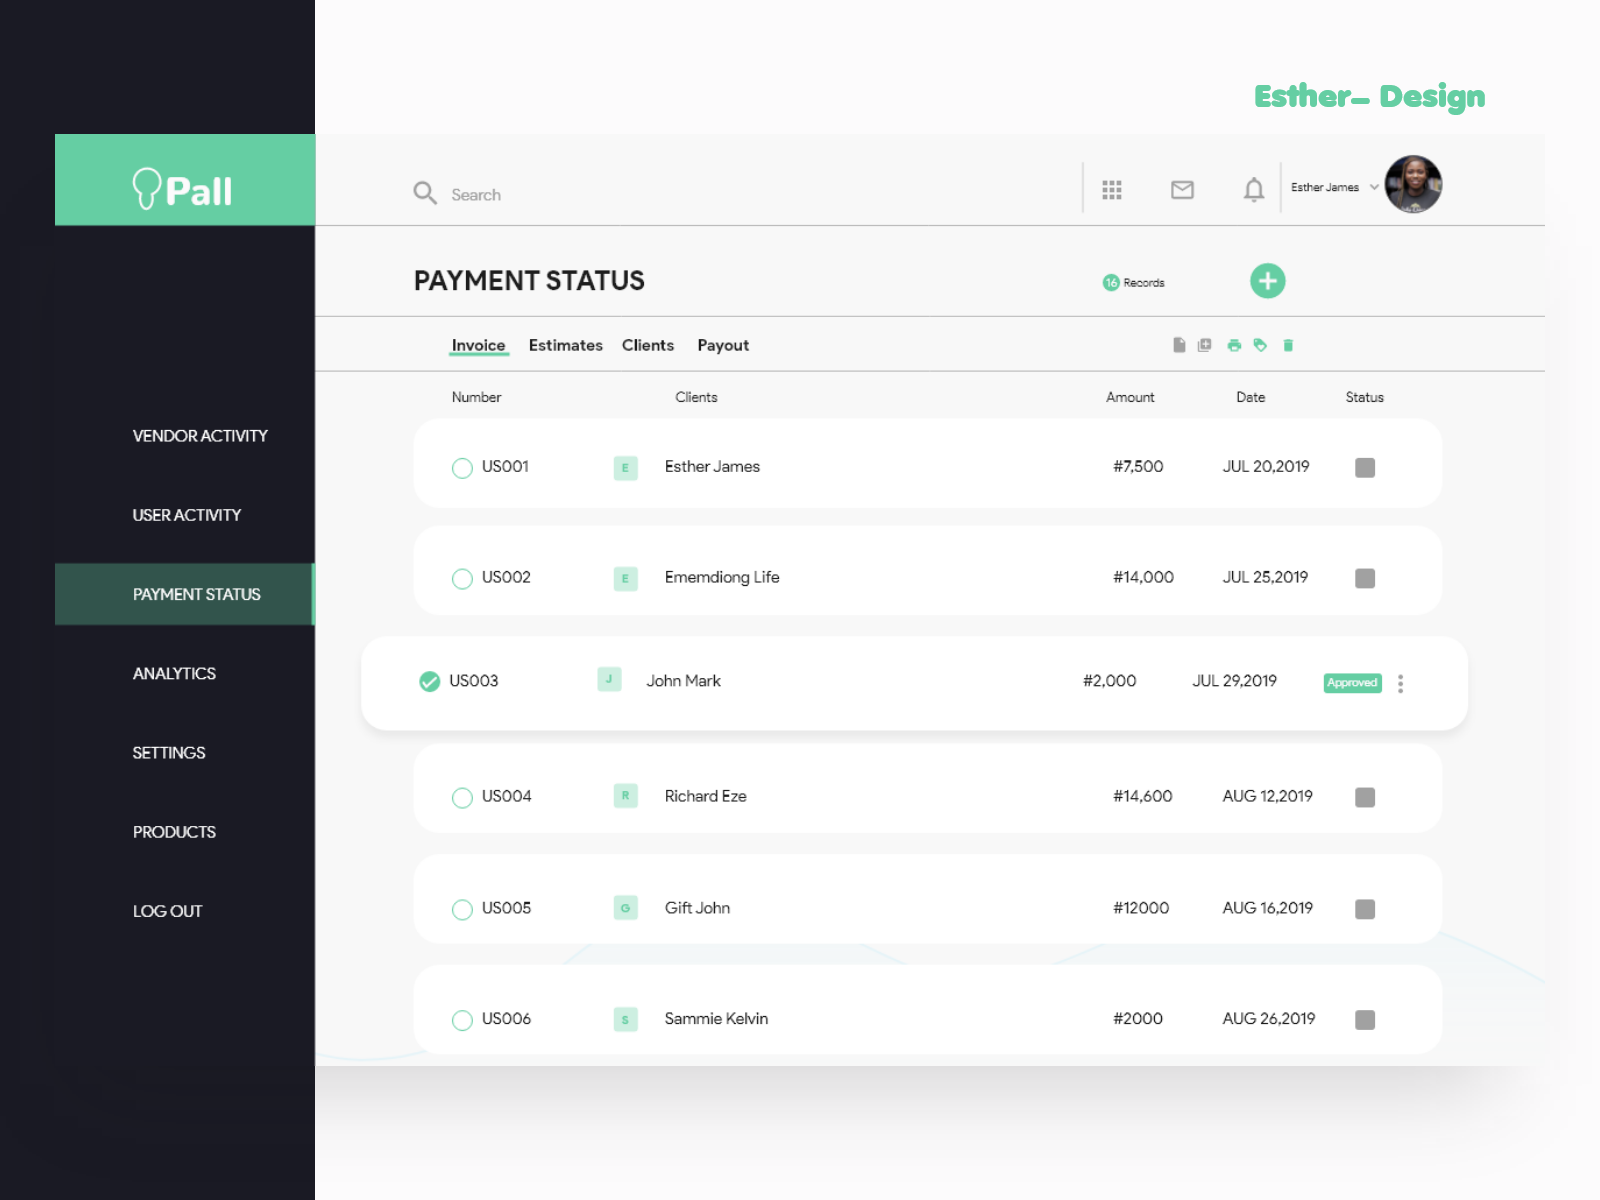 Esther- Design
Pall
Search
Esther James
PAYMENT STATUS
16 Records
Invoice Estimates Clients Payout
Number Clients Amount Date Status
VENDOR ACTIVITY
USER ACTIVITY
PAYMENT STATUS
ANALYTICS
SETTINGS
PRODUCTS
LOG OUT
US001 E Esther James #7,500 JUL 20,2019
US002 E Ememdiong Life #14,000 JUL 25,2019
US003 J John Mark #2,000 JUL 29,2019 Approved
US004 R Richard Eze #14,600 AUG 12,2019
US005 G Gift John #12000 AUG 16,2019
US006 S Sammie Kelvin #2000 AUG 26,2019